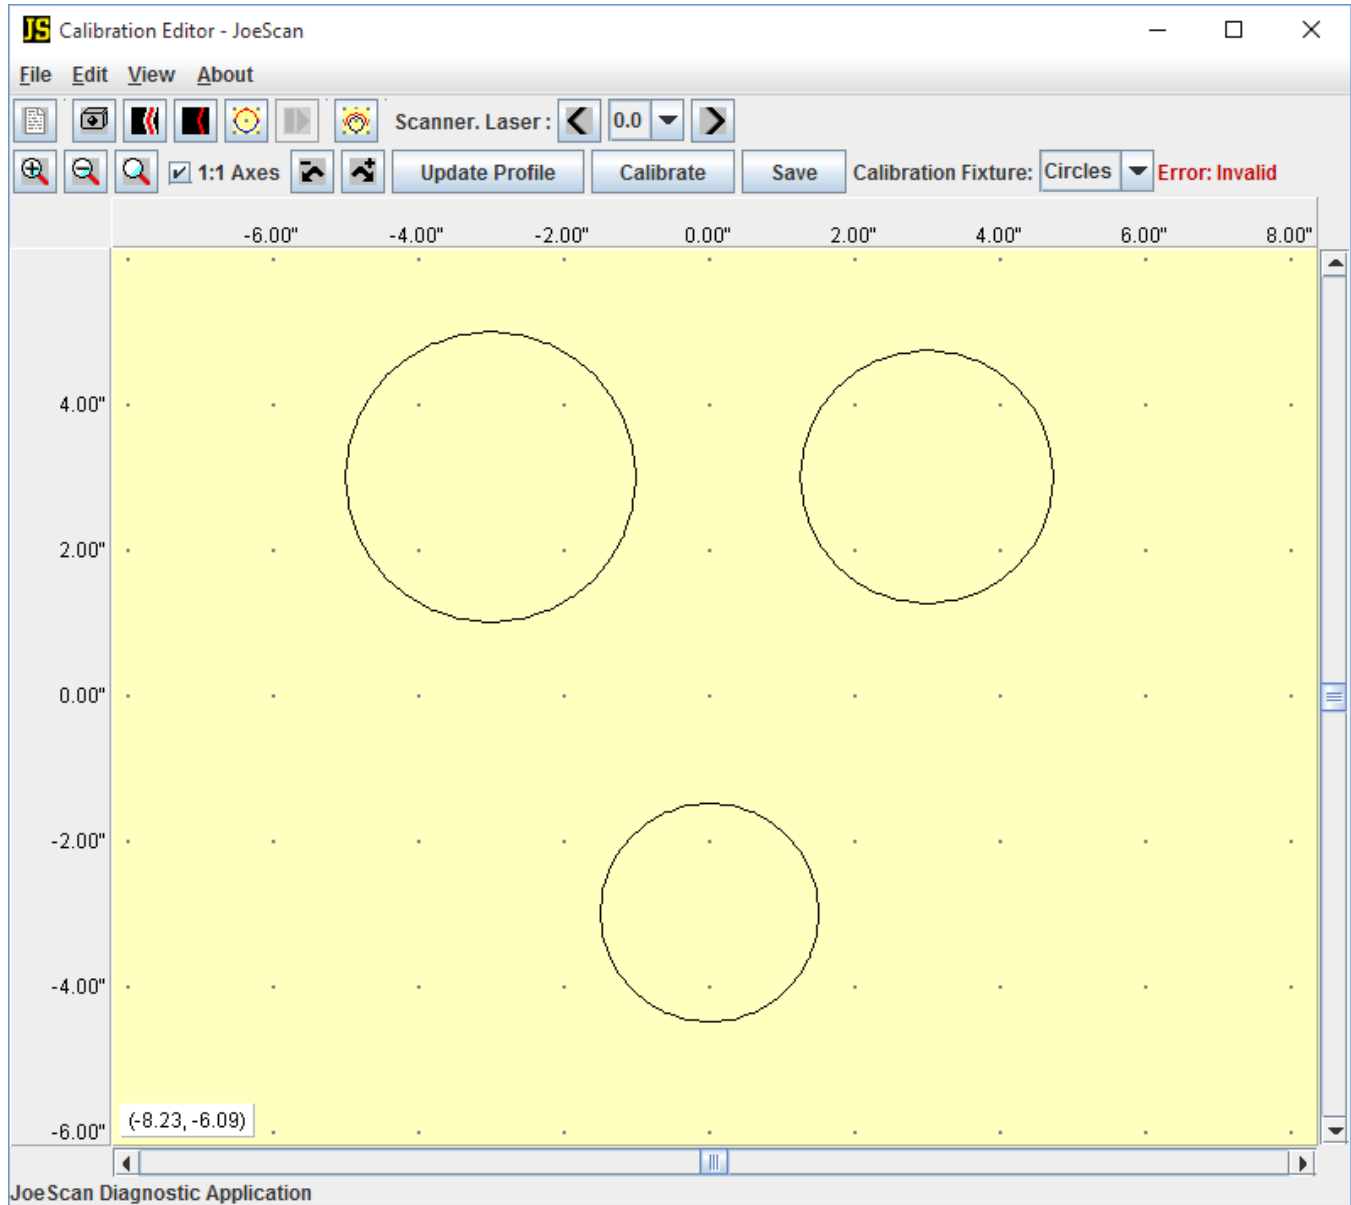 JS Calibration Editor - JoeScan
File Edit View About
Scanner. Laser : 0.0
1:1 Axes Update Profile Calibrate Save Calibration Fixture: Circles Error: Invalid
-6.00" -4.00" -2.00" 0.00" 2.00" 4.00" 6.00" 8.00"
4.00"
2.00"
0.00"
-2.00"
-4.00"
-6.00" (-8.23, -6.09)
JoeScan Diagnostic Application